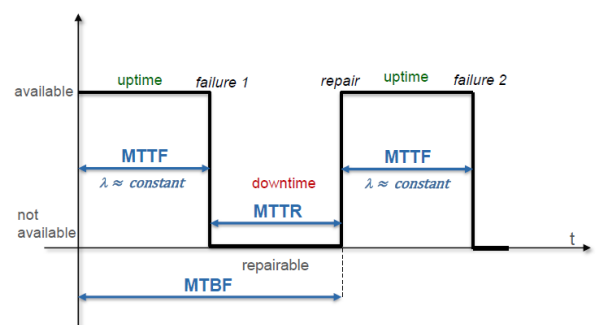 uptime
failure 1
repair
uptime
failure 2
available
MTTF
λ ≈ constant
MTTF
λ ≈ constant
downtime
MTTR
not
available
t
repairable
MTBF